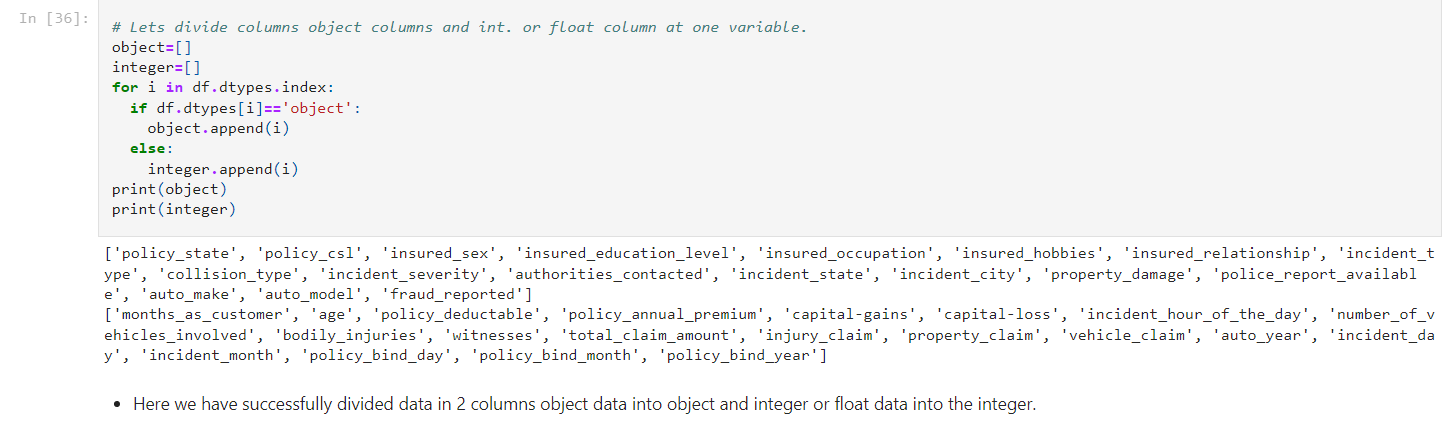 In [36]:
# Lets divide columns object columns and int. or float column at one variable.
object=[]
integer=[]
for i in df.dtypes.index:
  if df.dtypes[i]=='object':
    object.append(i)
  else:
    integer.append(i)
print(object)
print(integer)
['policy_state', 'policy_csl', 'insured_sex', 'insured_education_level', 'insured_occupation', 'insured_hobbies', 'insured_relationship', 'incident_t
ype', 'collision_type', 'incident_severity', 'authorities_contacted', 'incident_state', 'incident_city', 'property_damage', 'police_report_availabl
e', 'auto_make', 'auto_model', 'fraud_reported']
['months_as_customer', 'age', 'policy_deductable', 'policy_annual_premium', 'capital-gains', 'capital-loss', 'incident_hour_of_the_day', 'number_of_v
ehicles_involved', 'bodily_injuries', 'witnesses', 'total_claim_amount', 'injury_claim', 'property_claim', 'vehicle_claim', 'auto_year', 'incident_da
y', 'incident_month', 'policy_bind_day', 'policy_bind_month', 'policy_bind_year']
• Here we have successfully divided data in 2 columns object data into object and integer or float data into the integer.